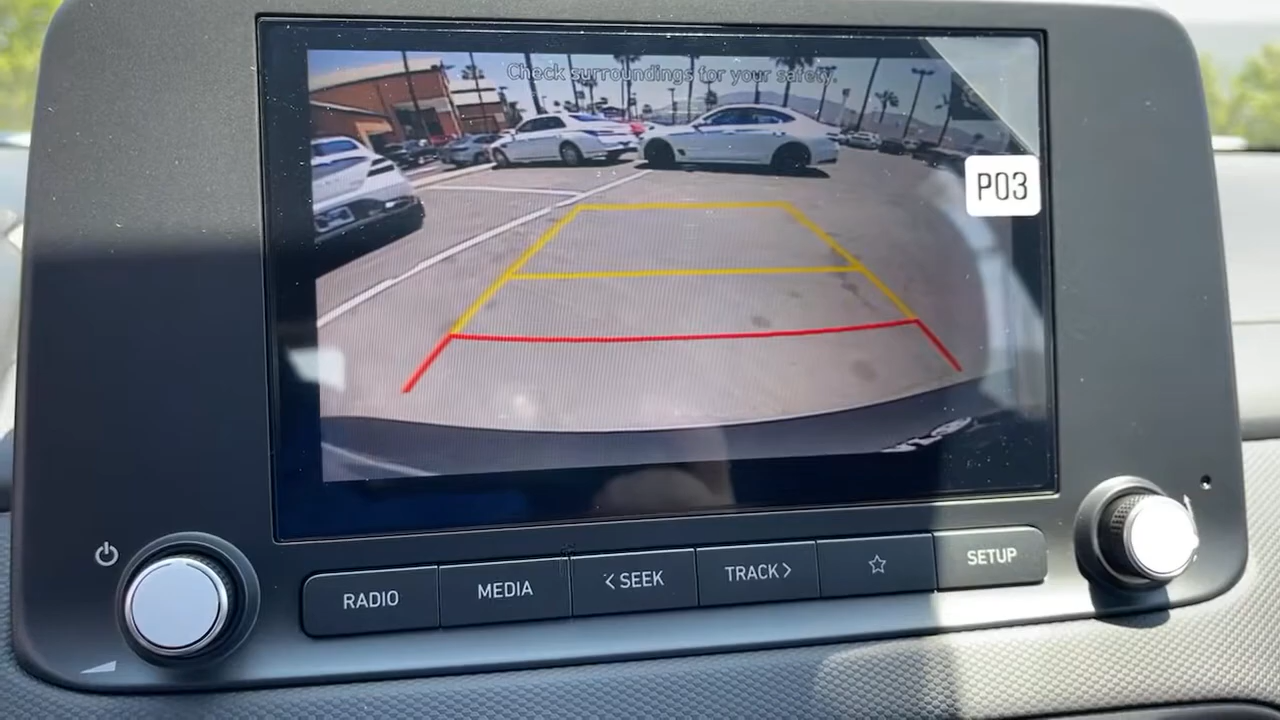 Check surroundings for your safety.
P03
RADIO
MEDIA
< SEEK
TRACK >
SETUP